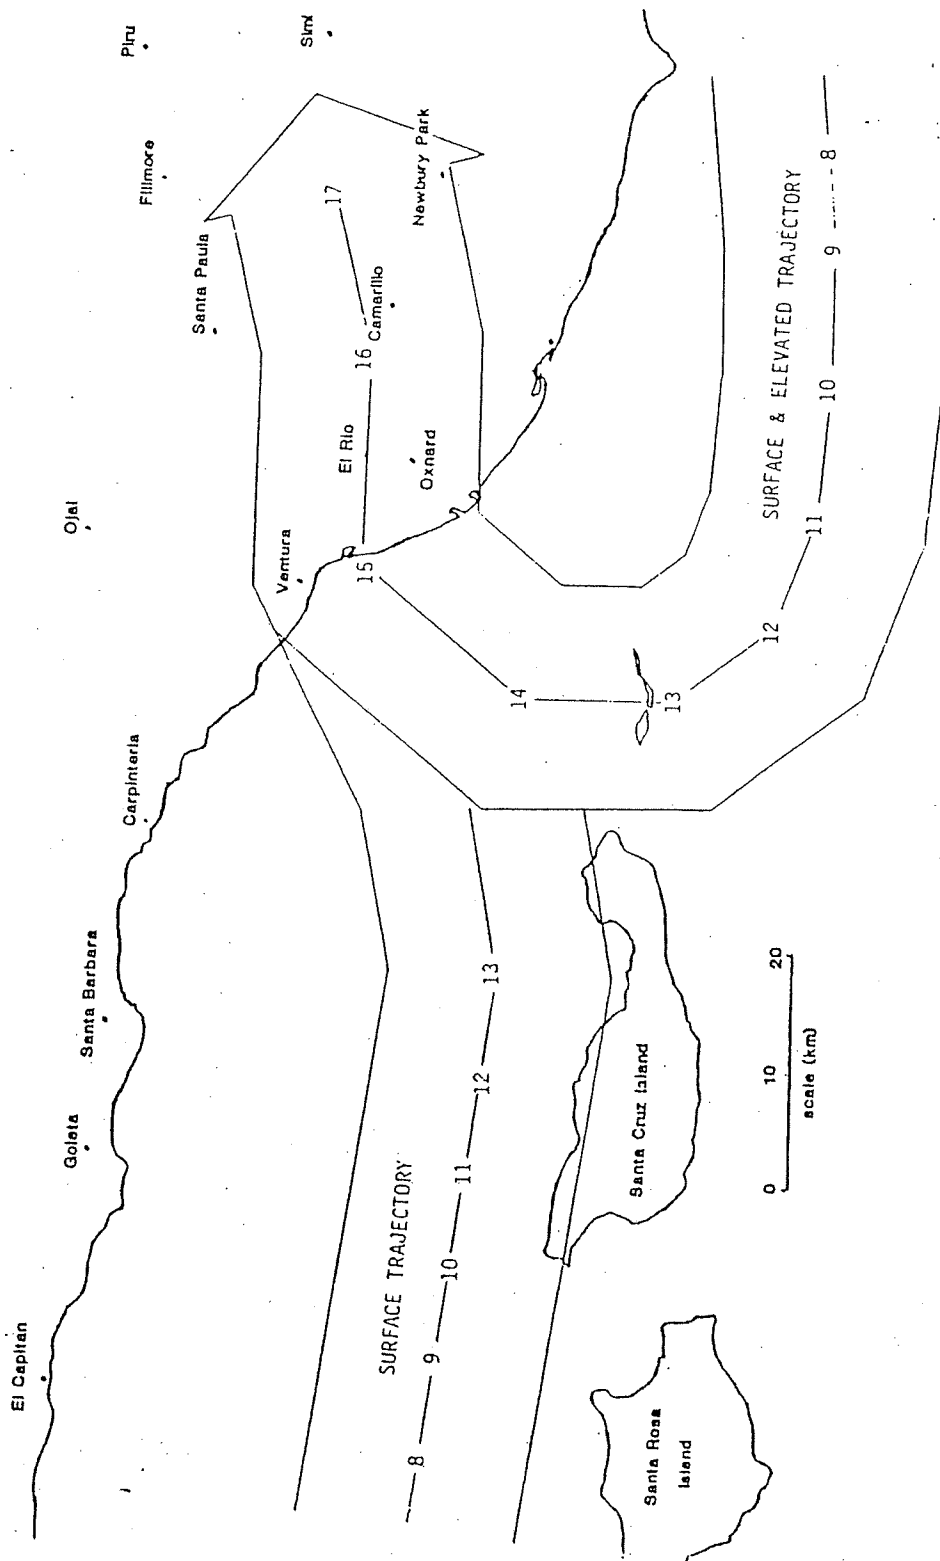 El Capitan
Goleta
Santa Barbara
Carpinteria
Ojai
Ventura
Santa Paula
Fillmore
Piru
Simi
El Rio
Oxnard
Camarillo
Newbury Park
15
16
17
14
13
12
11
10
9
8
SURFACE & ELEVATED TRAJECTORY
SURFACE TRAJECTORY
8
9
10
11
12
13
Santa Rosa
Island
Santa Cruz Island
0
10
20
scale (km)